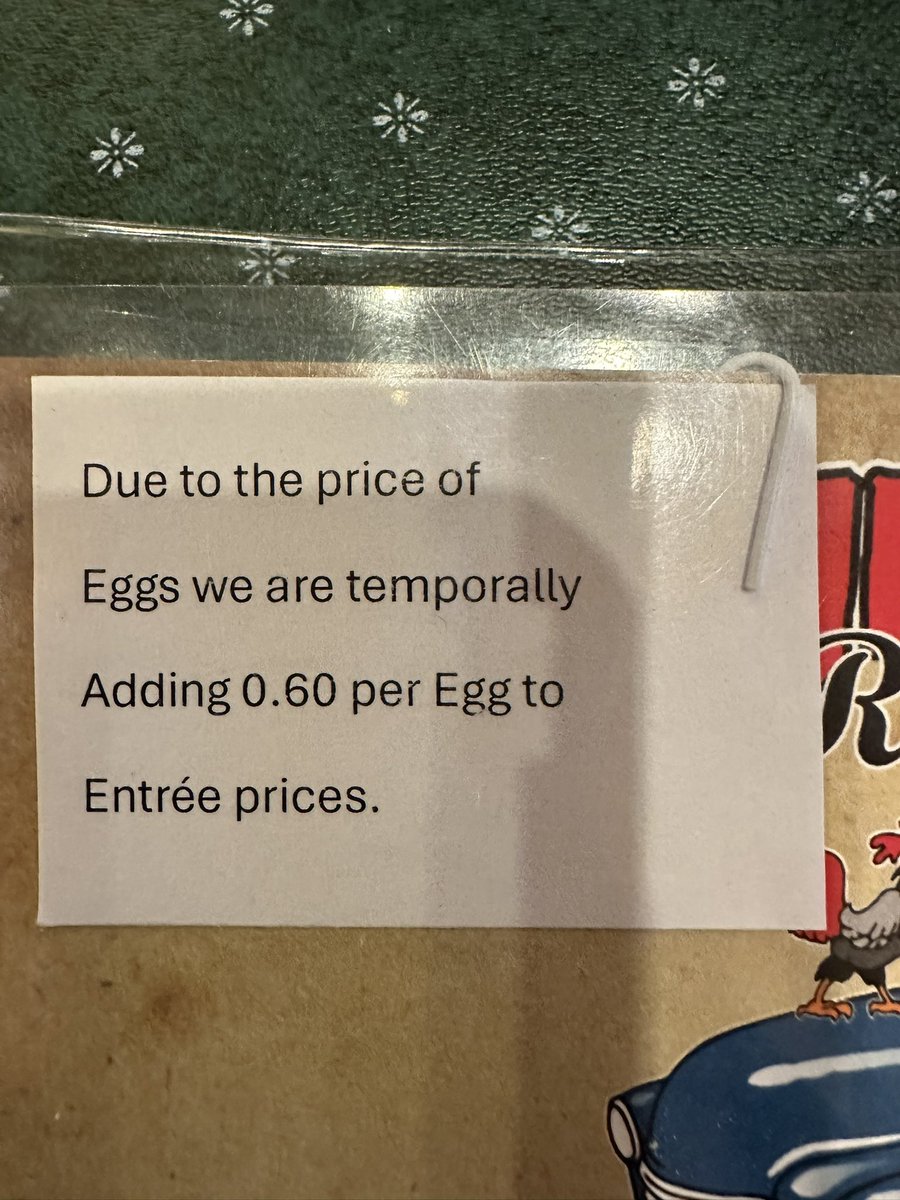 Due to the price of
Eggs we are temporally
Adding 0.60 per Egg to
Entrée prices.
R